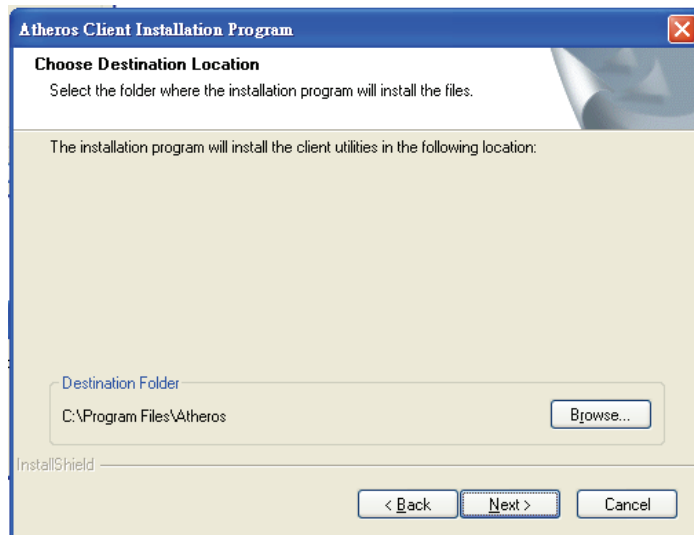 Atheros Client Installation Program
Choose Destination Location
Select the folder where the installation program will install the files.
The installation program will install the client utilities in the following location:
Destination Folder
C:\Program Files\Atheros
Browse...
InstallShield
< Back
Next >
Cancel